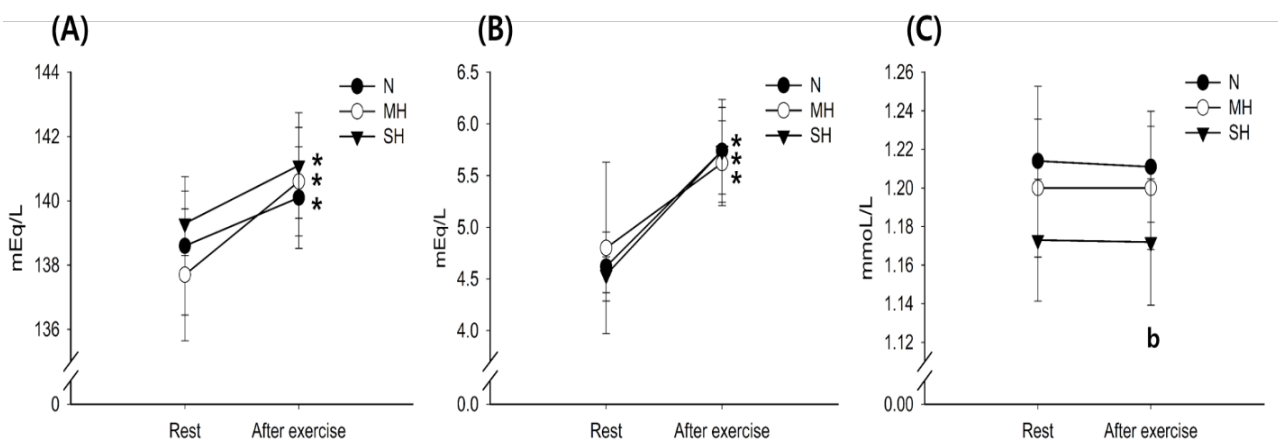 (A)
144
142
140
138
136
0
mEq/L
N
MH
SH
*
*
*
Rest
After exercise
(B)
6.5
6.0
5.5
5.0
4.5
4.0
0.0
mEq/L
N
MH
SH
*
*
*
Rest
After exercise
(C)
1.26
1.24
1.22
1.20
1.18
1.16
1.14
1.12
0.00
mmoL/L
N
MH
SH
b
Rest
After exercise